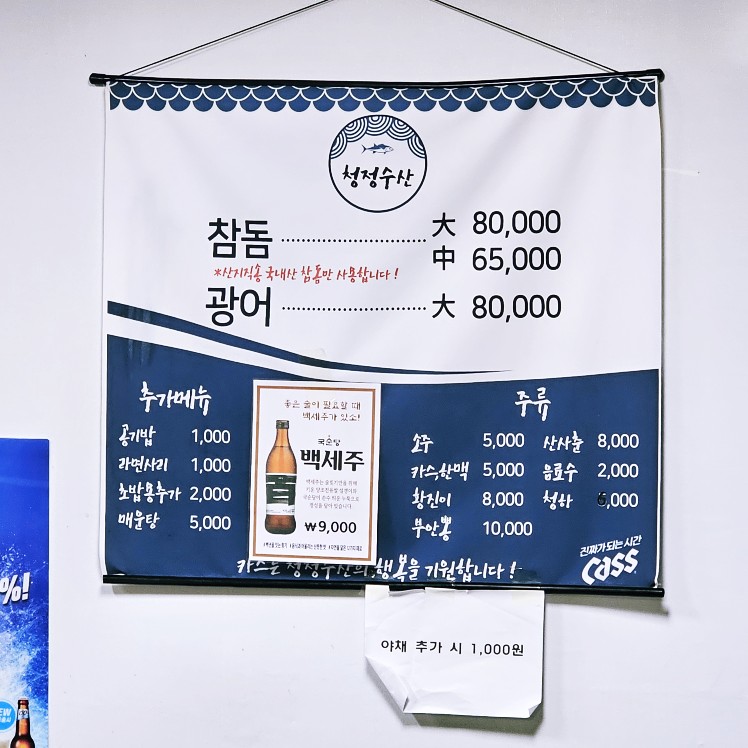 청정수산
참돔 大 80,000
中 65,000
*산지직송 국내산 참돔만 사용합니다!
광어 大 80,000
추가메뉴
공기밥 1,000
라면사리 1,000
초밥용추가 2,000
매운탕 5,000
좋은 술이 필요할 때
백세주가 있소!
국순당
백세주
₩9,000
주류
소주 5,000
카스,한맥 5,000
황진이 8,000
부안뽕 10,000
산사춘 8,000
음료수 2,000
청하 6,000
진짜가 되는 시간
cass
카스는 청정수산의 행복을 기원합니다!
야채 추가 시 1,000원
%!